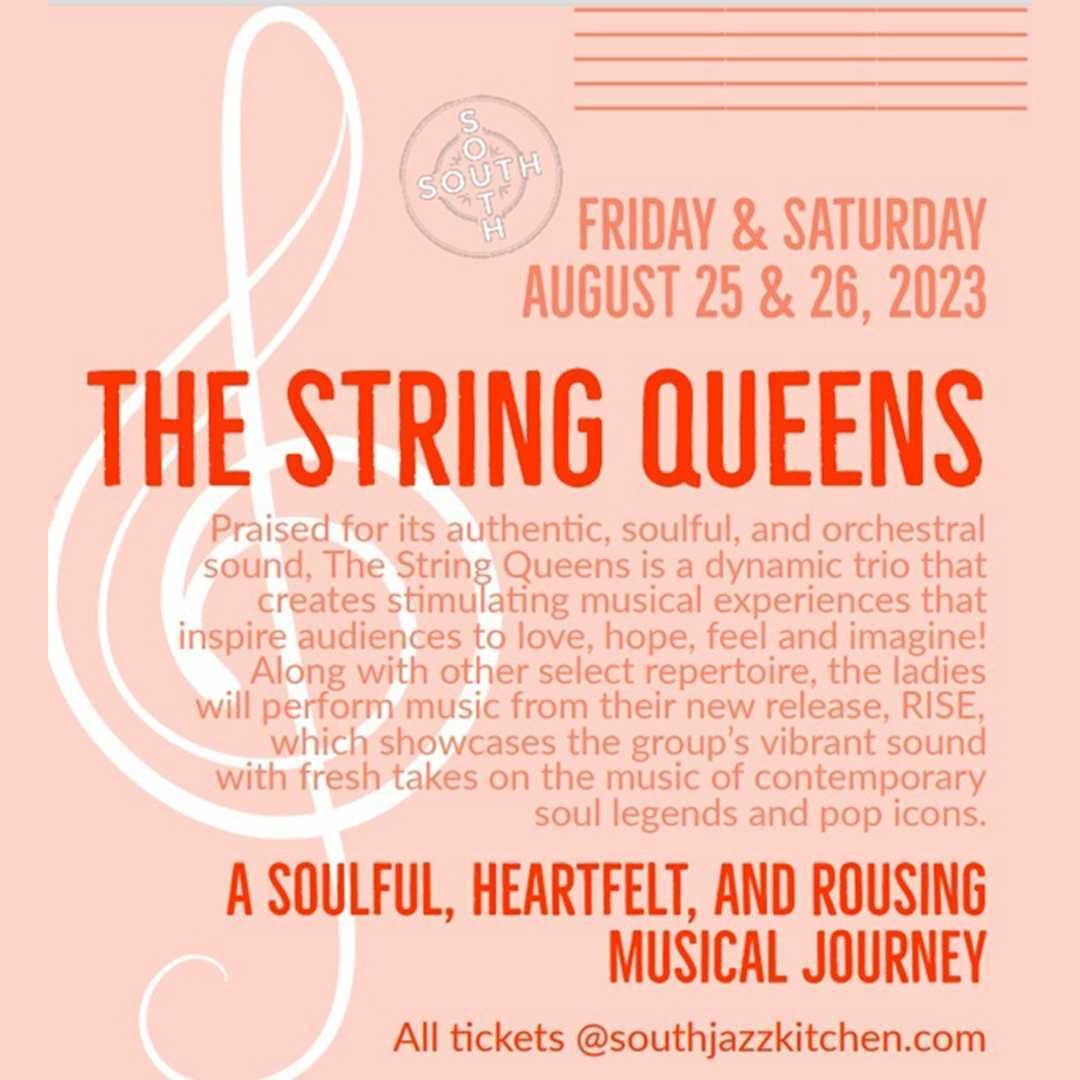 SOUTH
SOUTH
FRIDAY & SATURDAY
AUGUST 25 & 26, 2023
THE STRING QUEENS
Praised for its authentic, soulful, and orchestral
sound, The String Queens is a dynamic trio that
creates stimulating musical experiences that
inspire audiences to love, hope, feel and imagine!
Along with other select repertoire, the ladies
will perform music from their new release, RISE,
which showcases the group's vibrant sound
with fresh takes on the music of contemporary
soul legends and pop icons.
A SOULFUL, HEARTFELT, AND ROUSING
MUSICAL JOURNEY
All tickets @southjazzkitchen.com